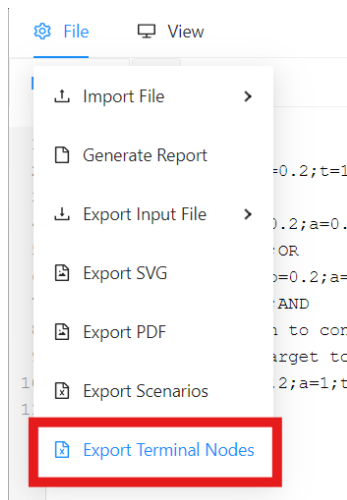 File View
Import File
Generate Report
=0.2;t=1
Export Input File
0.2;a=0.
OR
Export SVG
=0.2;a=
AND
Export PDF
to con
arget to
Export Scenarios
10
.2;a=1;t
Export Terminal Nodes